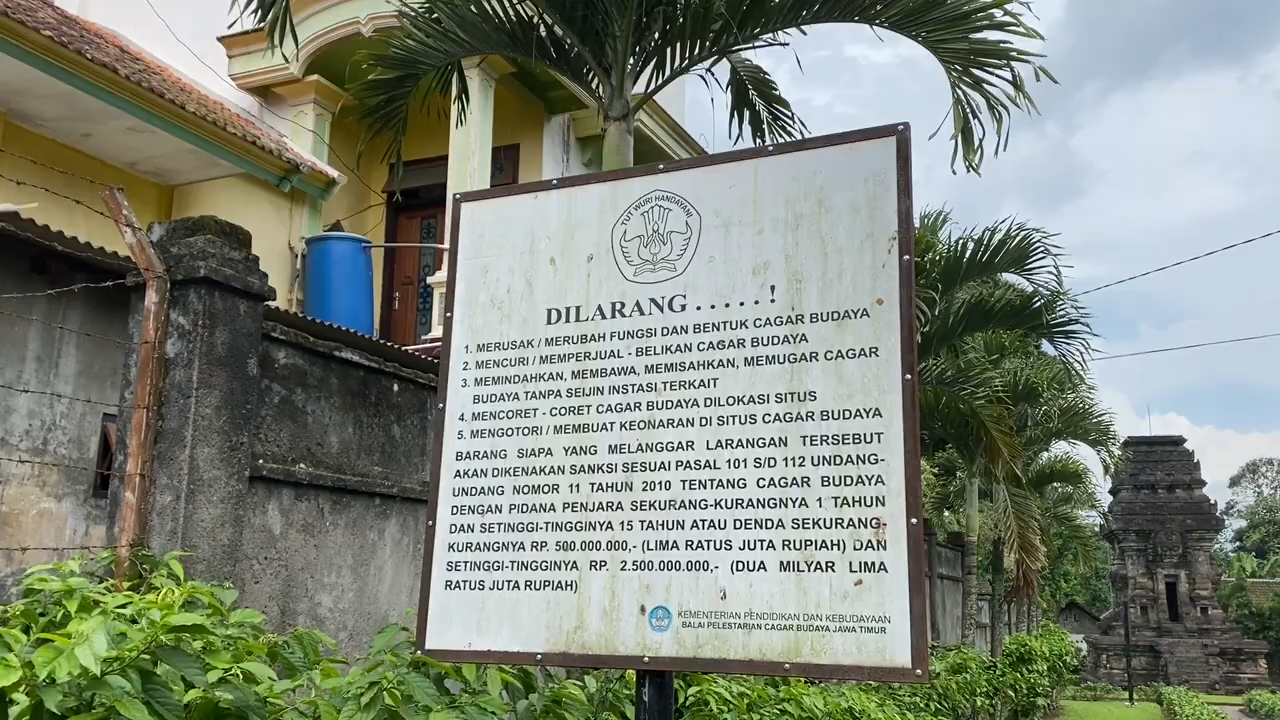 TUT WURI HANDAYANI
DILARANG . . . . . !
1. MERUSAK / MERUBAH FUNGSI DAN BENTUK CAGAR BUDAYA
2. MENCURI / MEMPERJUAL - BELIKAN CAGAR BUDAYA
3. MEMINDAHKAN, MEMBAWA, MEMISAHKAN, MEMUGAR CAGAR
BUDAYA TANPA SEIJIN INSTASI TERKAIT
4. MENCORET - CORET CAGAR BUDAYA DILOKASI SITUS
5. MENGOTORI / MEMBUAT KEONARAN DI SITUS CAGAR BUDAYA
BARANG SIAPA YANG MELANGGAR LARANGAN TERSEBUT
AKAN DIKENAKAN SANKSI SESUAI PASAL 101 S/D 112 UNDANG-
UNDANG NOMOR 11 TAHUN 2010 TENTANG CAGAR BUDAYA
DENGAN PIDANA PENJARA SEKURANG-KURANGNYA 1 TAHUN
DAN SETINGGI-TINGGINYA 15 TAHUN ATAU DENDA SEKURANG-
KURANGNYA RP. 500.000.000,- (LIMA RATUS JUTA RUPIAH) DAN
SETINGGI-TINGGINYA RP. 2.500.000.000,- (DUA MILYAR LIMA
RATUS JUTA RUPIAH)
KEMENTERIAN PENDIDIKAN DAN KEBUDAYAAN
BALAI PELESTARIAN CAGAR BUDAYA JAWA TIMUR